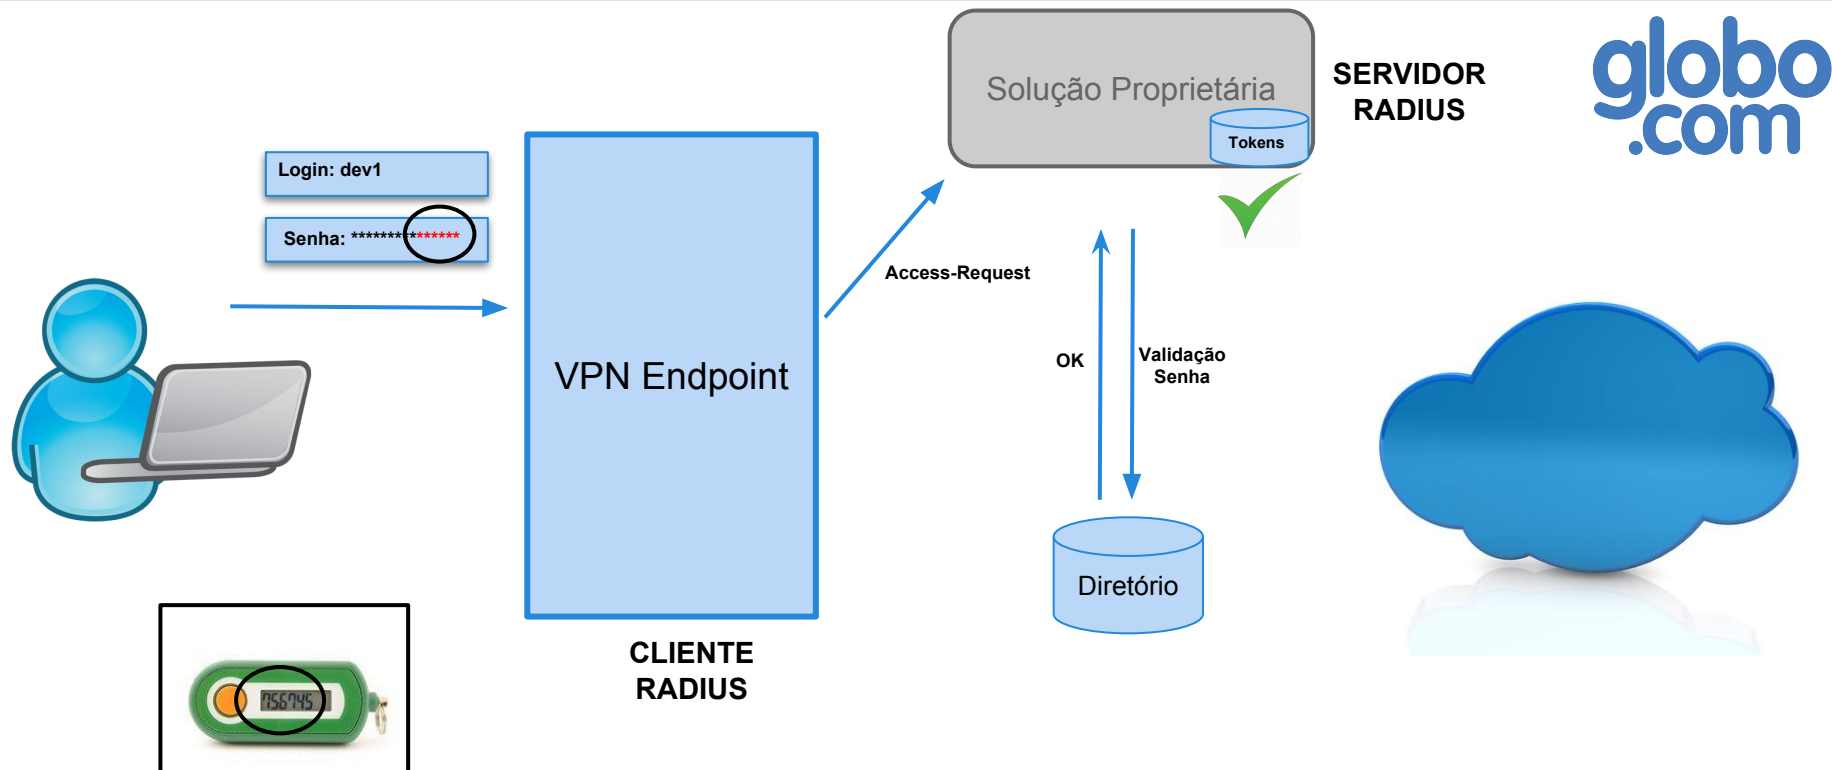 Solução Proprietária
Tokens
SERVIDOR
RADIUS
globo
.com
Login: dev1
Senha: ***************
Access-Request
VPN Endpoint
OK
Validação
Senha
Diretório
CLIENTE
RADIUS
756745